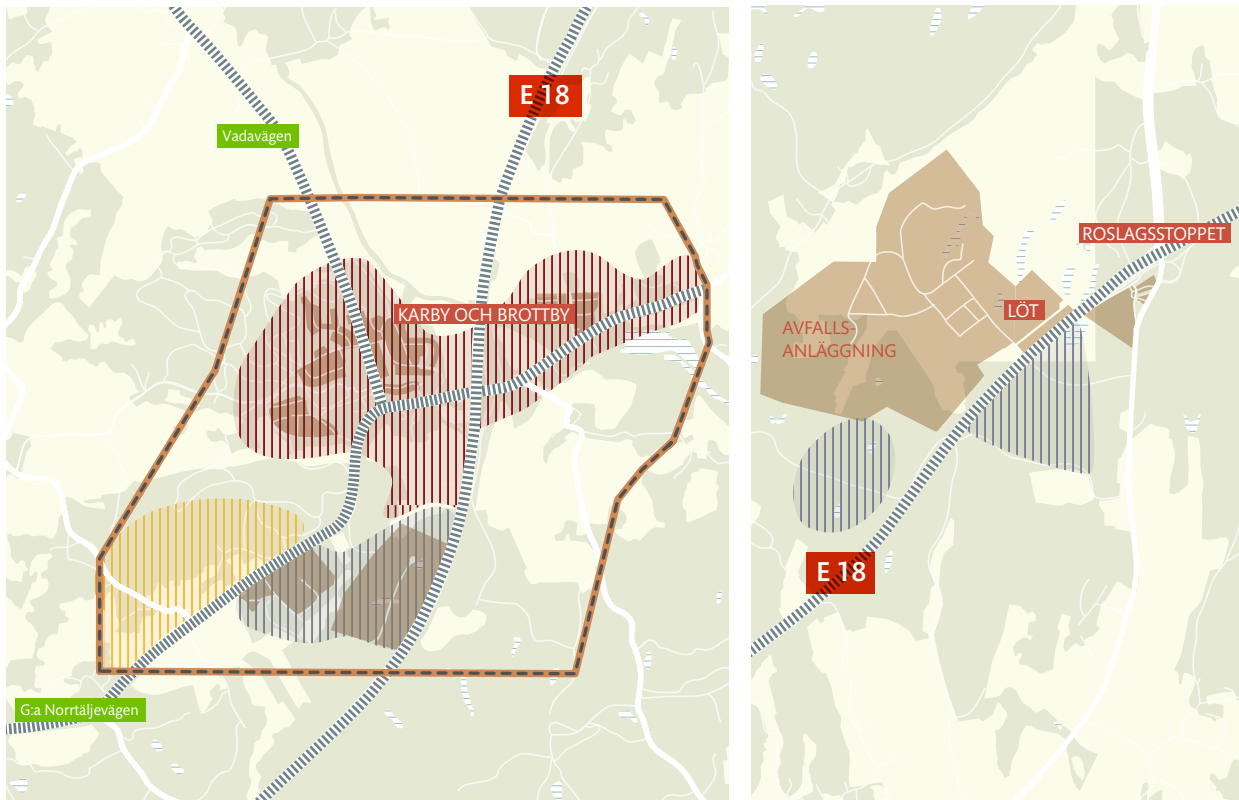 E 18
Vadavägen
KARBY OCH BROTTBY
G:a Norrtäljevägen
ROSLAGSSTOPPET
LÖT
AVFALLS-
ANLÄGGNING
E 18